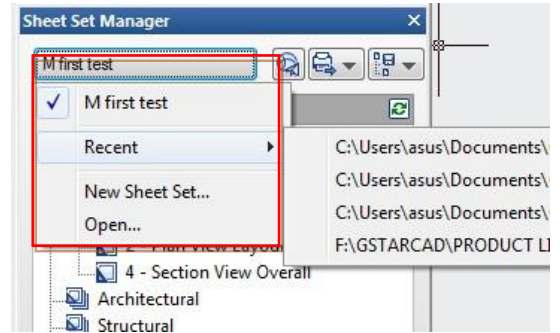 Sheet Set Manager
M first test
M first test
Recent
C:\Users\asus\Documents\
C:\Users\asus\Documents\
C:\Users\asus\Documents\
F:\GSTARCAD\PRODUCT LI
New Sheet Set...
Open...
4 - Section View Overall
Architectural
Structural